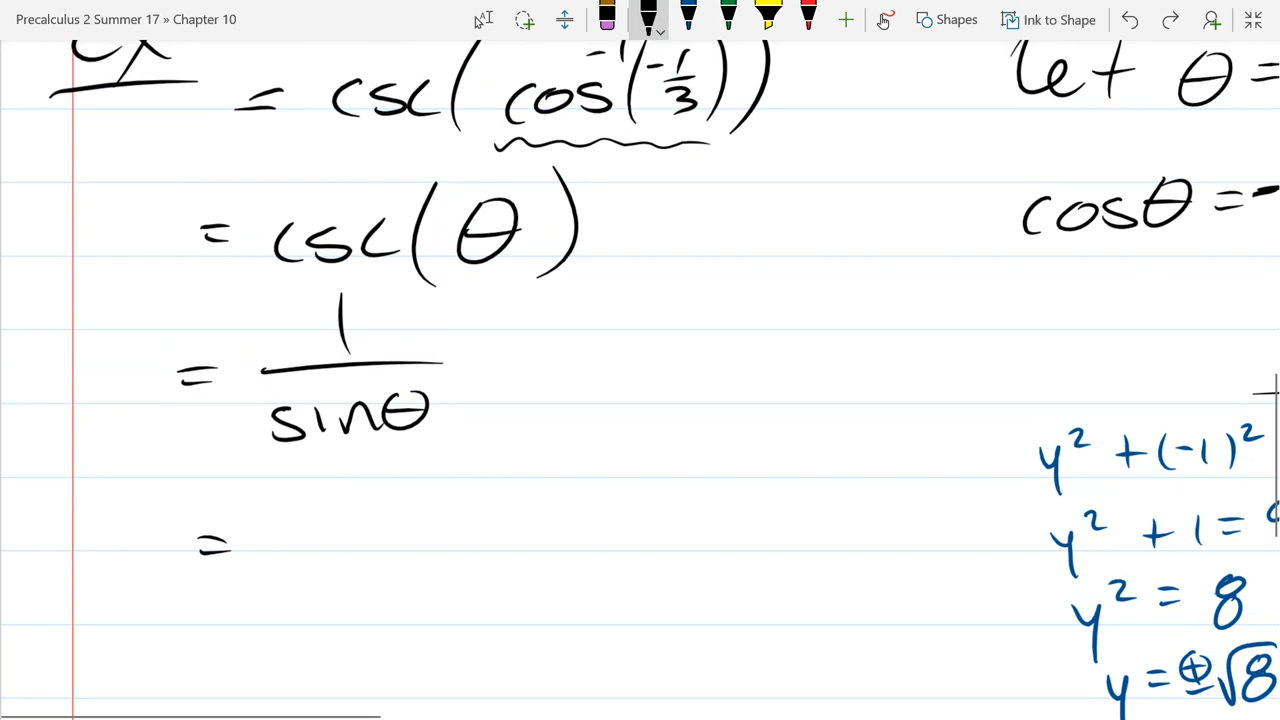 Precalculus 2 Summer 17 » Chapter 10
Shapes
Ink to Shape
Ex
= csc(cos⁻¹(-1/3))
= csc(θ)
= 1/sinθ
=
let θ =
cosθ = -
y² + (-1)²
y² + 1 =
y² = 8
y = ±√8